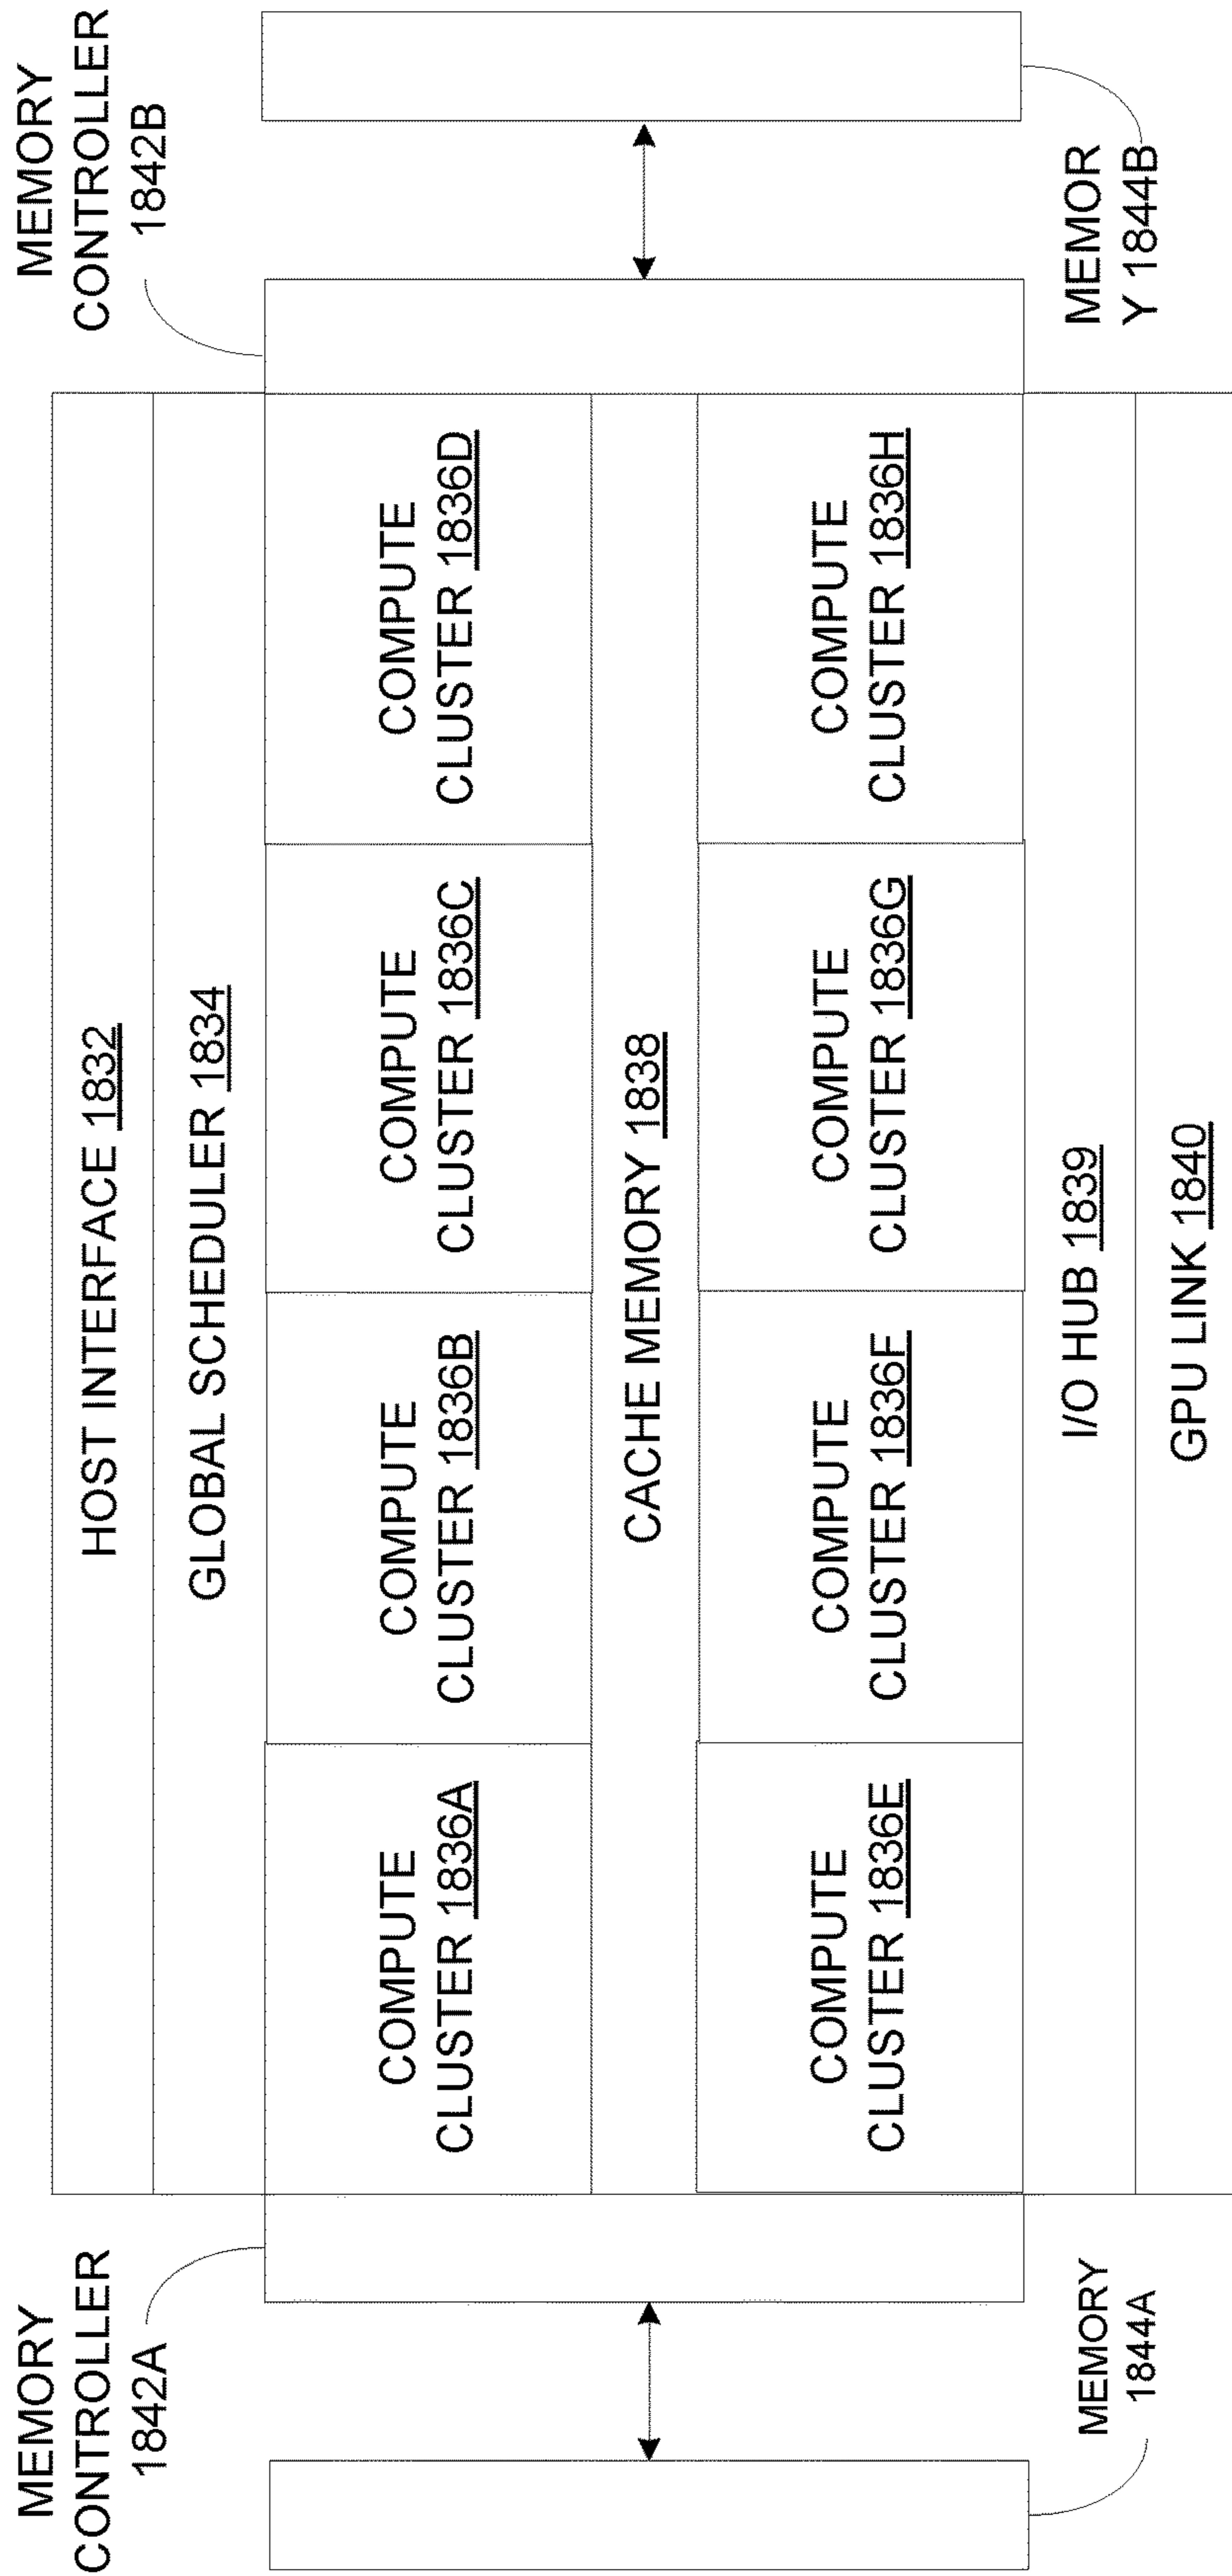 MEMORY
CONTROLLER
1842A
MEMORY
CONTROLLER
1842B
HOST INTERFACE 1832
GLOBAL SCHEDULER 1834
COMPUTE
CLUSTER 1836A
COMPUTE
CLUSTER 1836B
COMPUTE
CLUSTER 1836C
COMPUTE
CLUSTER 1836D
CACHE MEMORY 1838
COMPUTE
CLUSTER 1836E
COMPUTE
CLUSTER 1836F
COMPUTE
CLUSTER 1836G
COMPUTE
CLUSTER 1836H
I/O HUB 1839
GPU LINK 1840
MEMORY
1844A
MEMOR
Y 1844B